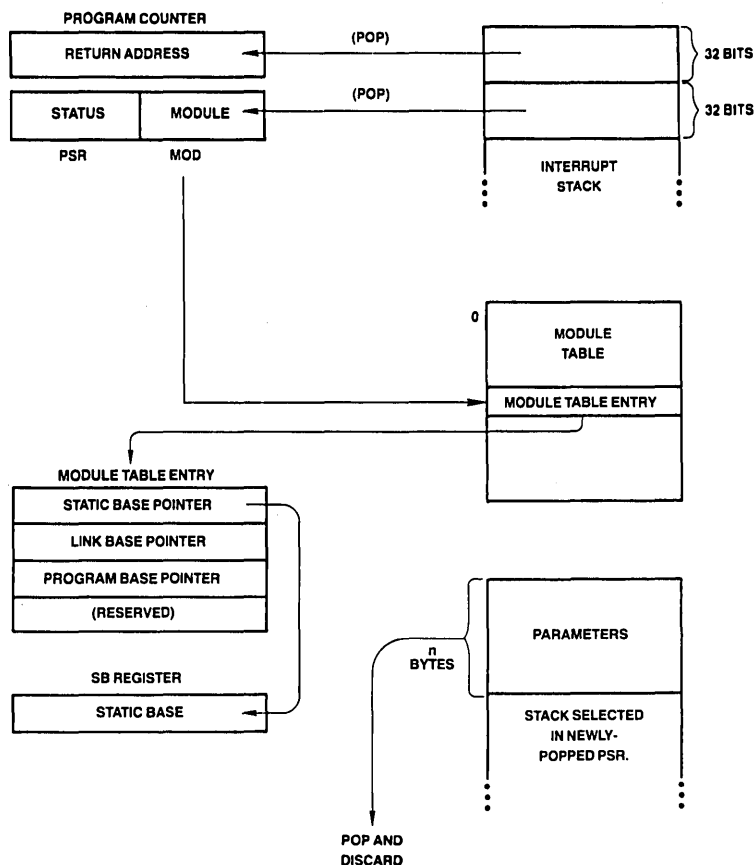 PROGRAM COUNTER
RETURN ADDRESS
(POP)
32 BITS
STATUS
MODULE
(POP)
32 BITS
PSR
MOD
INTERRUPT
STACK
0
MODULE
TABLE
MODULE TABLE ENTRY
MODULE TABLE ENTRY
STATIC BASE POINTER
LINK BASE POINTER
PROGRAM BASE POINTER
(RESERVED)
SB REGISTER
STATIC BASE
n
BYTES
PARAMETERS
STACK SELECTED
IN NEWLY-
POPPED PSR.
POP AND
DISCARD